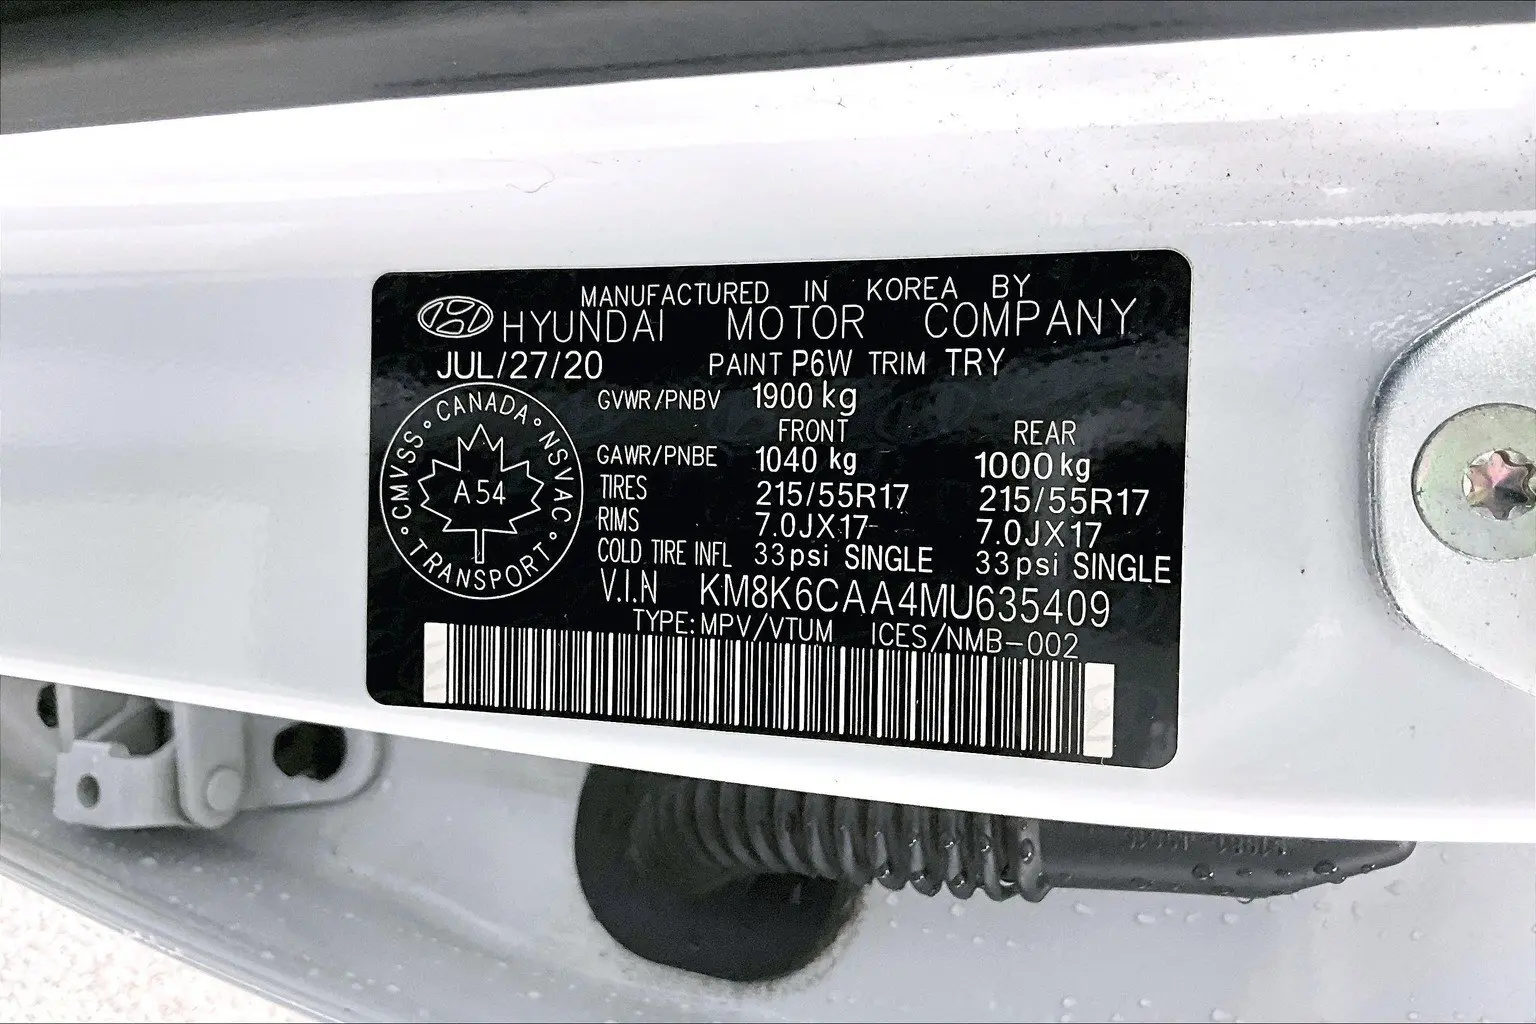 MANUFACTURED IN KOREA BY
HYUNDAI MOTOR COMPANY
JUL/27/20 PAINT P6W TRIM TRY
GVWR/PNBV 1900 kg
FRONT REAR
GAWR/PNBE 1040 kg 1000 kg
TIRES 215/55R17 215/55R17
RIMS 7.0JX17 7.0JX17
COLD TIRE INFL 33psi SINGLE 33psi SINGLE
V.I.N KM8K6CAA4MU635409
TYPE: MPV/VTUM ICES/NMB-002
CMVSS ° CANADA ° NSVAC ° TRANSPORT °
A 54